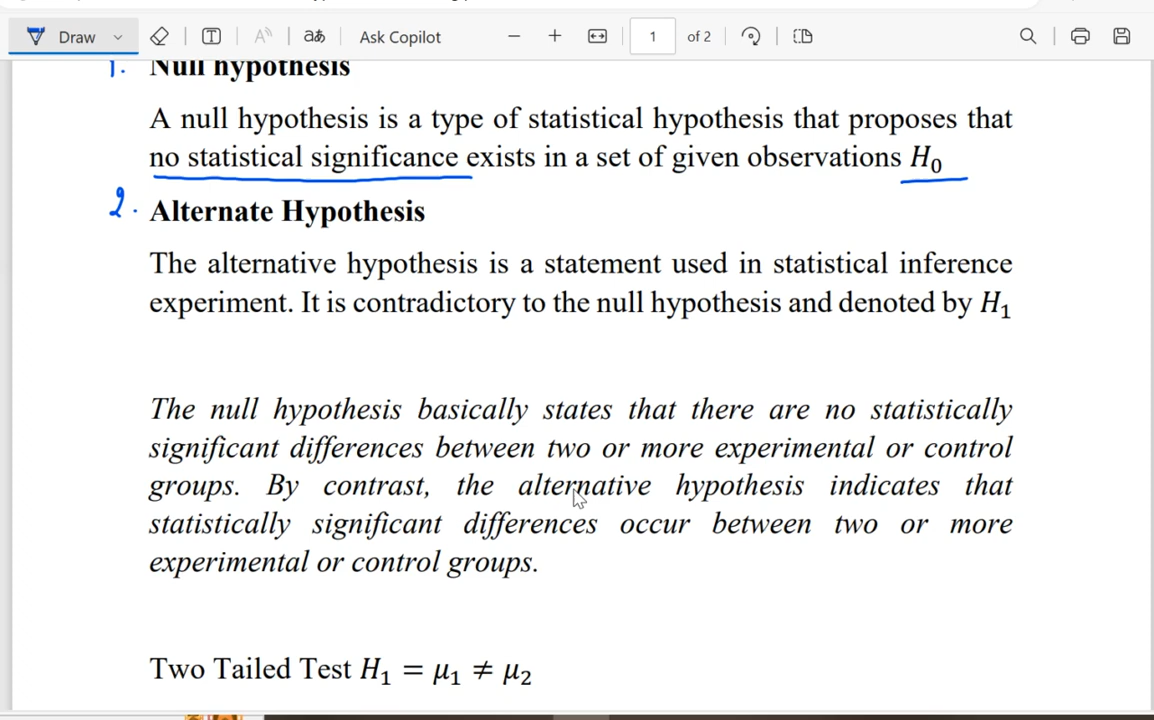 Draw
Ask Copilot
1 of 2
1. Null hypothesis
A null hypothesis is a type of statistical hypothesis that proposes that
no statistical significance exists in a set of given observations H₀
2. Alternate Hypothesis
The alternative hypothesis is a statement used in statistical inference
experiment. It is contradictory to the null hypothesis and denoted by H₁
The null hypothesis basically states that there are no statistically
significant differences between two or more experimental or control
groups. By contrast, the alternative hypothesis indicates that
statistically significant differences occur between two or more
experimental or control groups.
Two Tailed Test H₁ = μ₁ ≠ μ₂